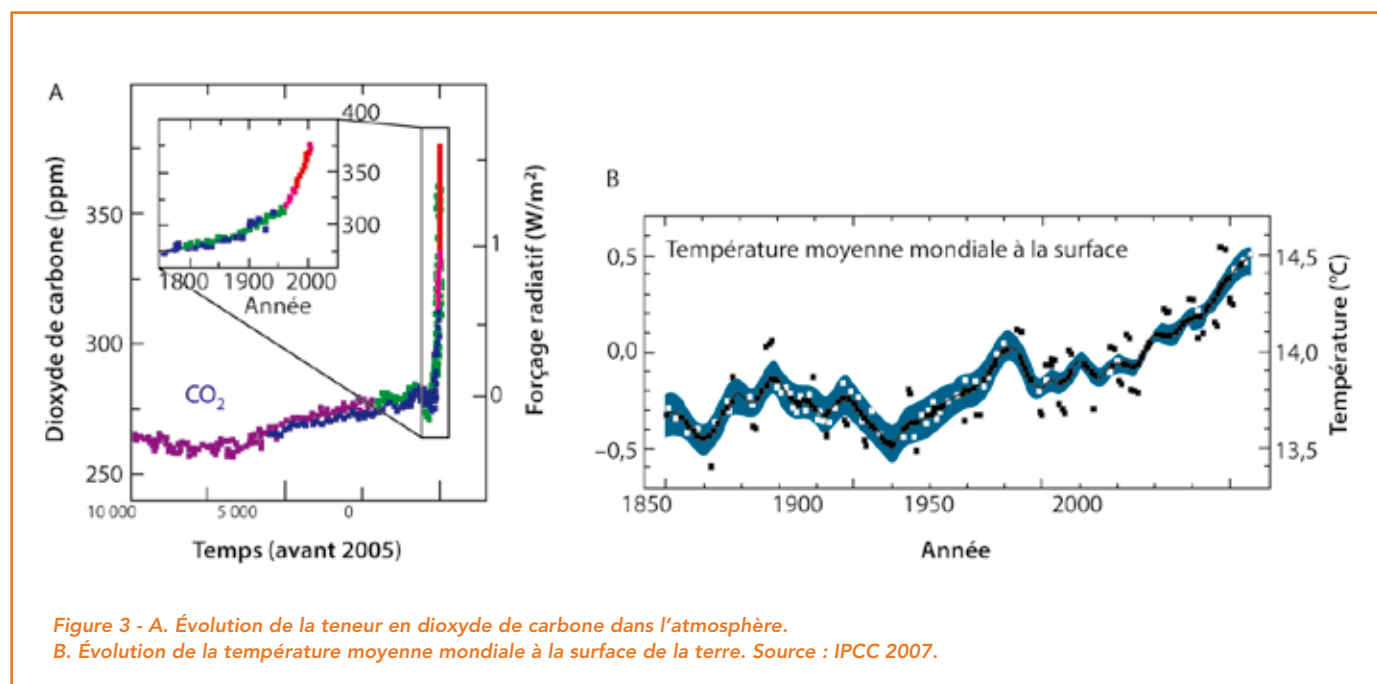 A
Dioxyde de carbone (ppm)
350
300
250
400
350
300
1800 1900 2000
Année
CO2
1
0
Forçage radiatif (W/m²)
10 000 5 000 0
Temps (avant 2005)
B
Température moyenne mondiale à la surface
0,5
0,0
−0,5
14,5
14,0
13,5
Température (°C)
1850 1900 1950 2000
Année
Figure 3 - A. Évolution de la teneur en dioxyde de carbone dans l’atmosphère.
B. Évolution de la température moyenne mondiale à la surface de la terre. Source : IPCC 2007.